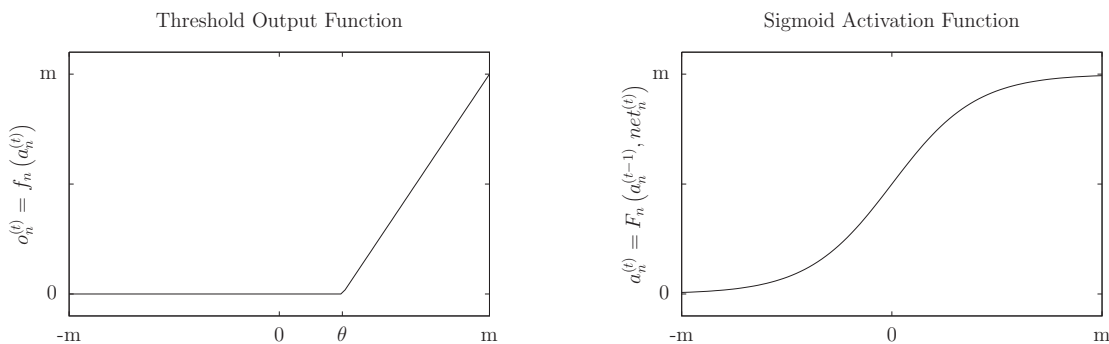 Threshold Output Function
m
0
o_n^{(t)} = f_n (a_n^{(t)})
-m 0 θ m
Sigmoid Activation Function
m
0
a_n^{(t)} = F_n (a_n^{(t-1)}, net_n^{(t)})
-m 0 m